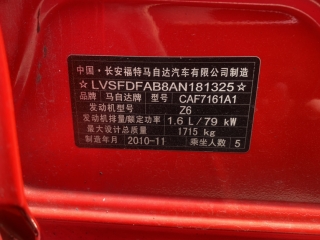 中国·长安福特马自达汽车有限公司制造
☆LVSFDFAB8AN181325☆
品牌 马自达牌 型号 CAF7161A1
发动机型号 Z6
发动机排量/额定功率 1.6 L/79 kW
最大设计总质量 1715 kg
制造年月 2010-11 乘坐人数 5